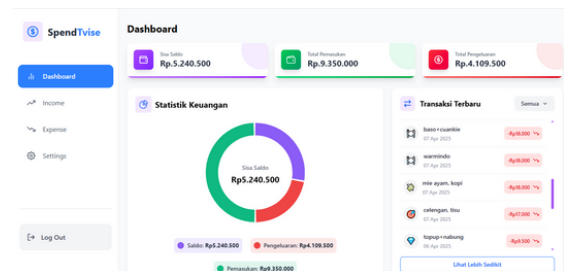 SpendTvise
Dashboard
Income
Expense
Settings
Log Out
Dashboard
Sisa Saldo
Rp.5.240.500
Total Pemasukan
Rp.9.350.000
Total Pengeluaran
Rp.4.109.500
Statistik Keuangan
Sisa Saldo
Rp5.240.500
Saldo: Rp5.240.500
Pengeluaran: Rp4.109.500
Pemasukan: Rp9.350.000
Transaksi Terbaru
Semua
baso+cuankie
07 Apr 2025
-Rp18.000
warmindo
07 Apr 2025
-Rp18.000
mie ayam, kopi
07 Apr 2025
-Rp18.000
celengan, tisu
07 Apr 2025
-Rp17.000
topup+nabung
06 Apr 2025
Lihat Lebih Sedikit